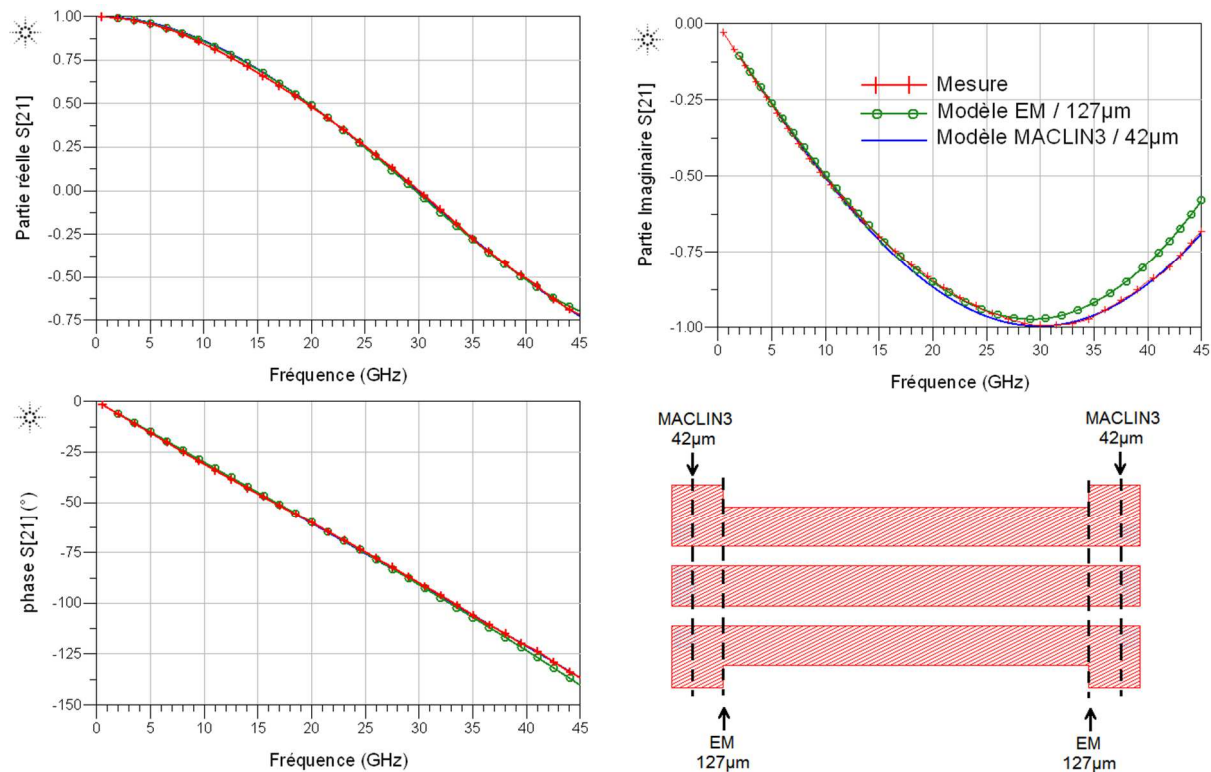 Partie réelle S[21]
1.00
0.75
0.50
0.25
0.00
-0.25
-0.50
-0.75
0 5 10 15 20 25 30 35 40 45
Fréquence (GHz)
Partie Imaginaire S[21]
0.00
-0.25
-0.50
-0.75
-1.00
0 5 10 15 20 25 30 35 40 45
Fréquence (GHz)
Mesure
Modèle EM / 127µm
Modèle MACLIN3 / 42µm
phase S[21] (°)
0
-25
-50
-75
-100
-125
-150
0 5 10 15 20 25 30 35 40 45
Fréquence (GHz)
MACLIN3
42µm
MACLIN3
42µm
EM
127µm
EM
127µm